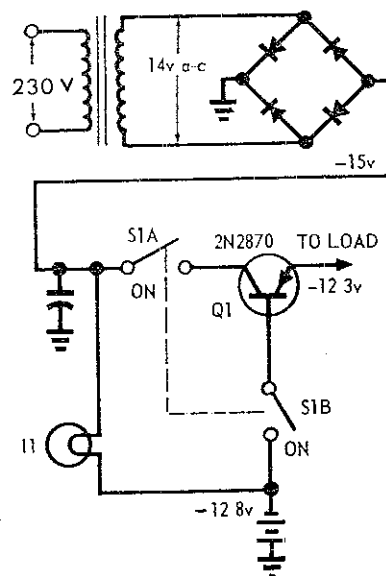 230 V
14v a-c
-15v
S1A
2N2870
TO LOAD
ON
Q1
-12 3v
S1B
ON
I1
-12 8v